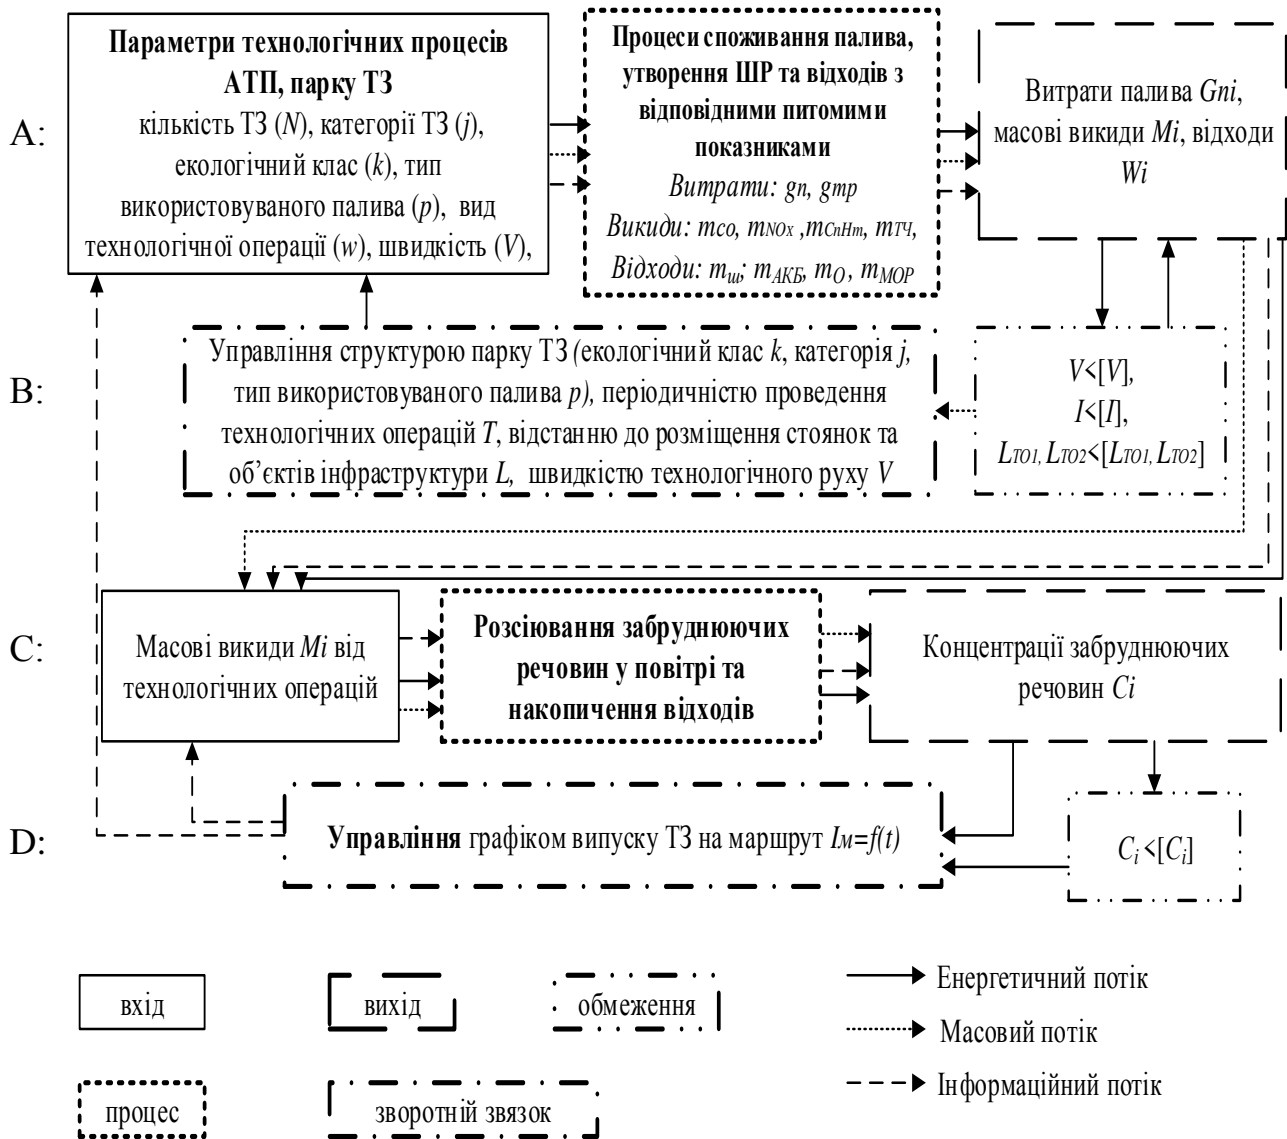 A:
Параметри технологічних процесів
АТП, парку ТЗ
кількість ТЗ (N), категорії ТЗ (j),
екологічний клас (k), тип
використовуваного палива (p), вид
технологічної операції (w), швидкість (V),
Процеси споживання палива,
утворення ШР та відходів з
відповідними питомими
показниками
Витрати: gп, gтр
Викиди: mco, mNOx ,mCnHm, mТЧ,
Відходи: mш; mАКБ, mО, mМОР
Витрати палива Gni,
масові викиди Mi, відходи
Wi
B:
Управління структурою парку ТЗ (екологічний клас k, категорія j,
тип використовуваного палива p), періодичністю проведення
технологічних операцій T, відстанню до розміщення стоянок та
об’єктів інфраструктури L, швидкістю технологічного руху V
V<[V],
I<[I],
LТО1, LТО2<[LТО1, LТО2]
C:
Масові викиди Mi від
технологічних операцій
Розсіювання забруднюючих
речовин у повітрі та
накопичення відходів
Концентрації забруднюючих
речовин Ci
D:
Управління графіком випуску ТЗ на маршрут IМ=f(t)
Ci <[Ci]
вхід
вихід
обмеження
процес
зворотній звязок
Енергетичний потік
Масовий потік
Інформаційний потік